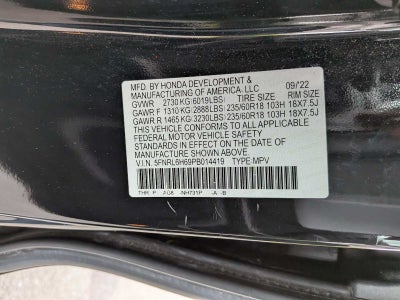 MFD. BY HONDA DEVELOPMENT &
MANUFACTURING OF AMERICA, LLC 09/'22
GVWR 2730 KG(6019LBS) TIRE SIZE RIM SIZE
GAWR F 1310 KG(2888LBS) 235/60R18 103H 18X7.5J
GAWR R 1465 KG(3230LBS) 235/60R18 103H 18X7.5J
THIS VEHICLE CONFORMS TO ALL APPLICABLE
FEDERAL MOTOR VEHICLE SAFETY
STANDARDS IN EFFECT ON THE DATE OF
MANUFACTURE SHOWN ABOVE.
V.I.N. 5FNRL6H69PB014419 TYPE:MPV
THR P NH731P -A -B